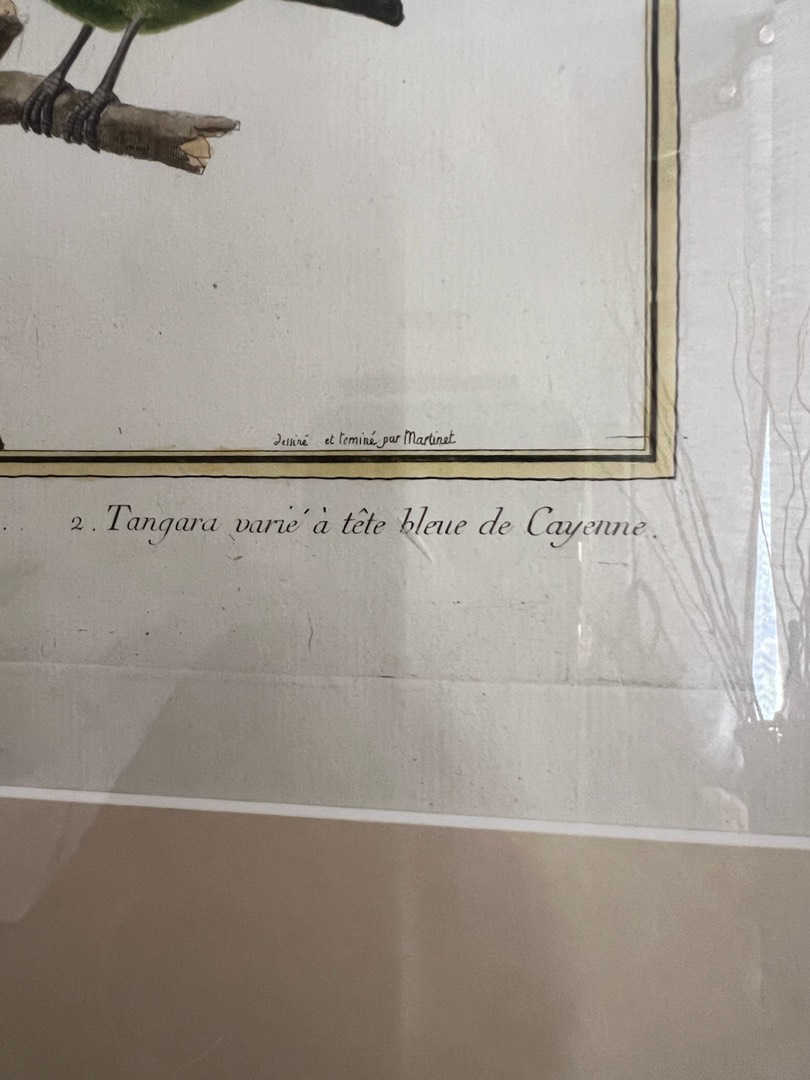 dessiné et terminé par Martinet
. . 2. Tangara varié à tête bleue de Cayenne.